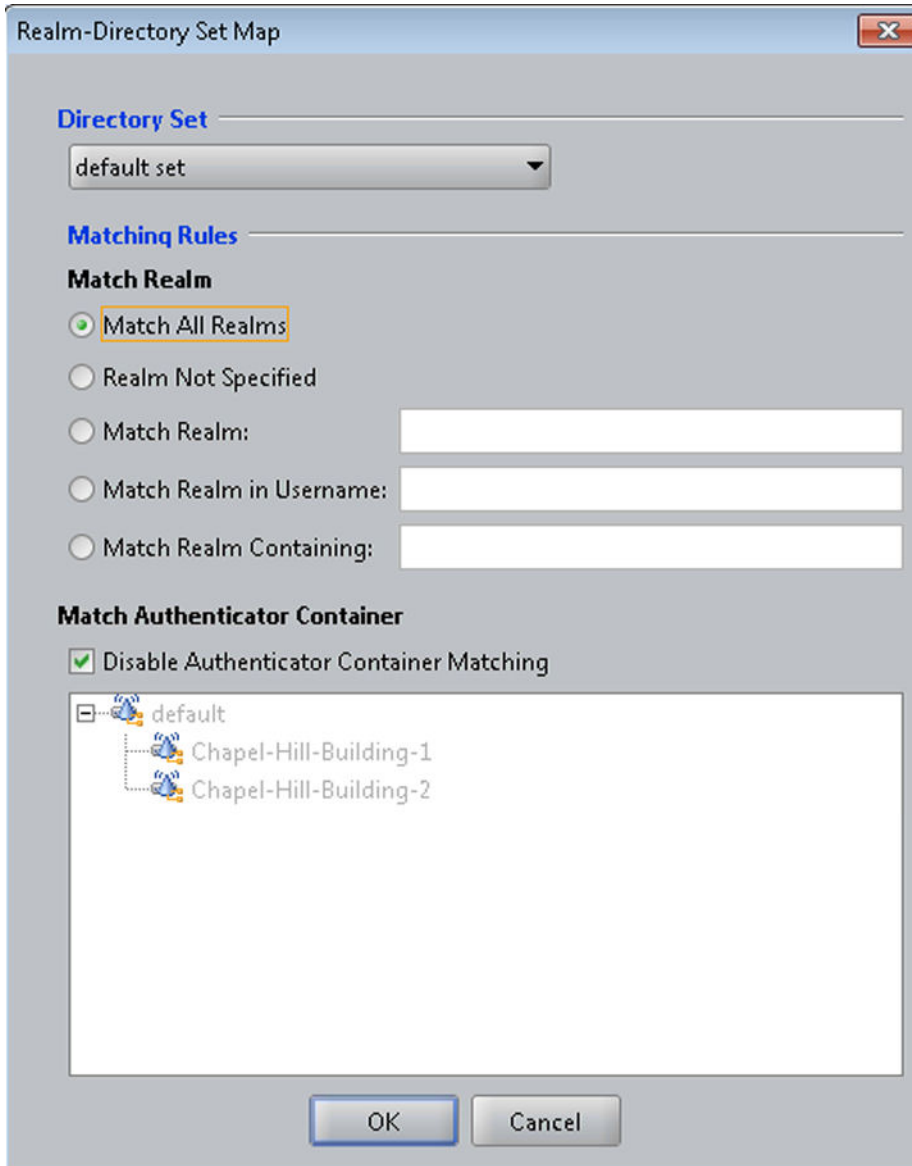 Realm-Directory Set Map
Directory Set
default set
Matching Rules
Match Realm
Match All Realms
Realm Not Specified
Match Realm:
Match Realm in Username:
Match Realm Containing:
Match Authenticator Container
Disable Authenticator Container Matching
default
Chapel-Hill-Building-1
Chapel-Hill-Building-2
OK Cancel